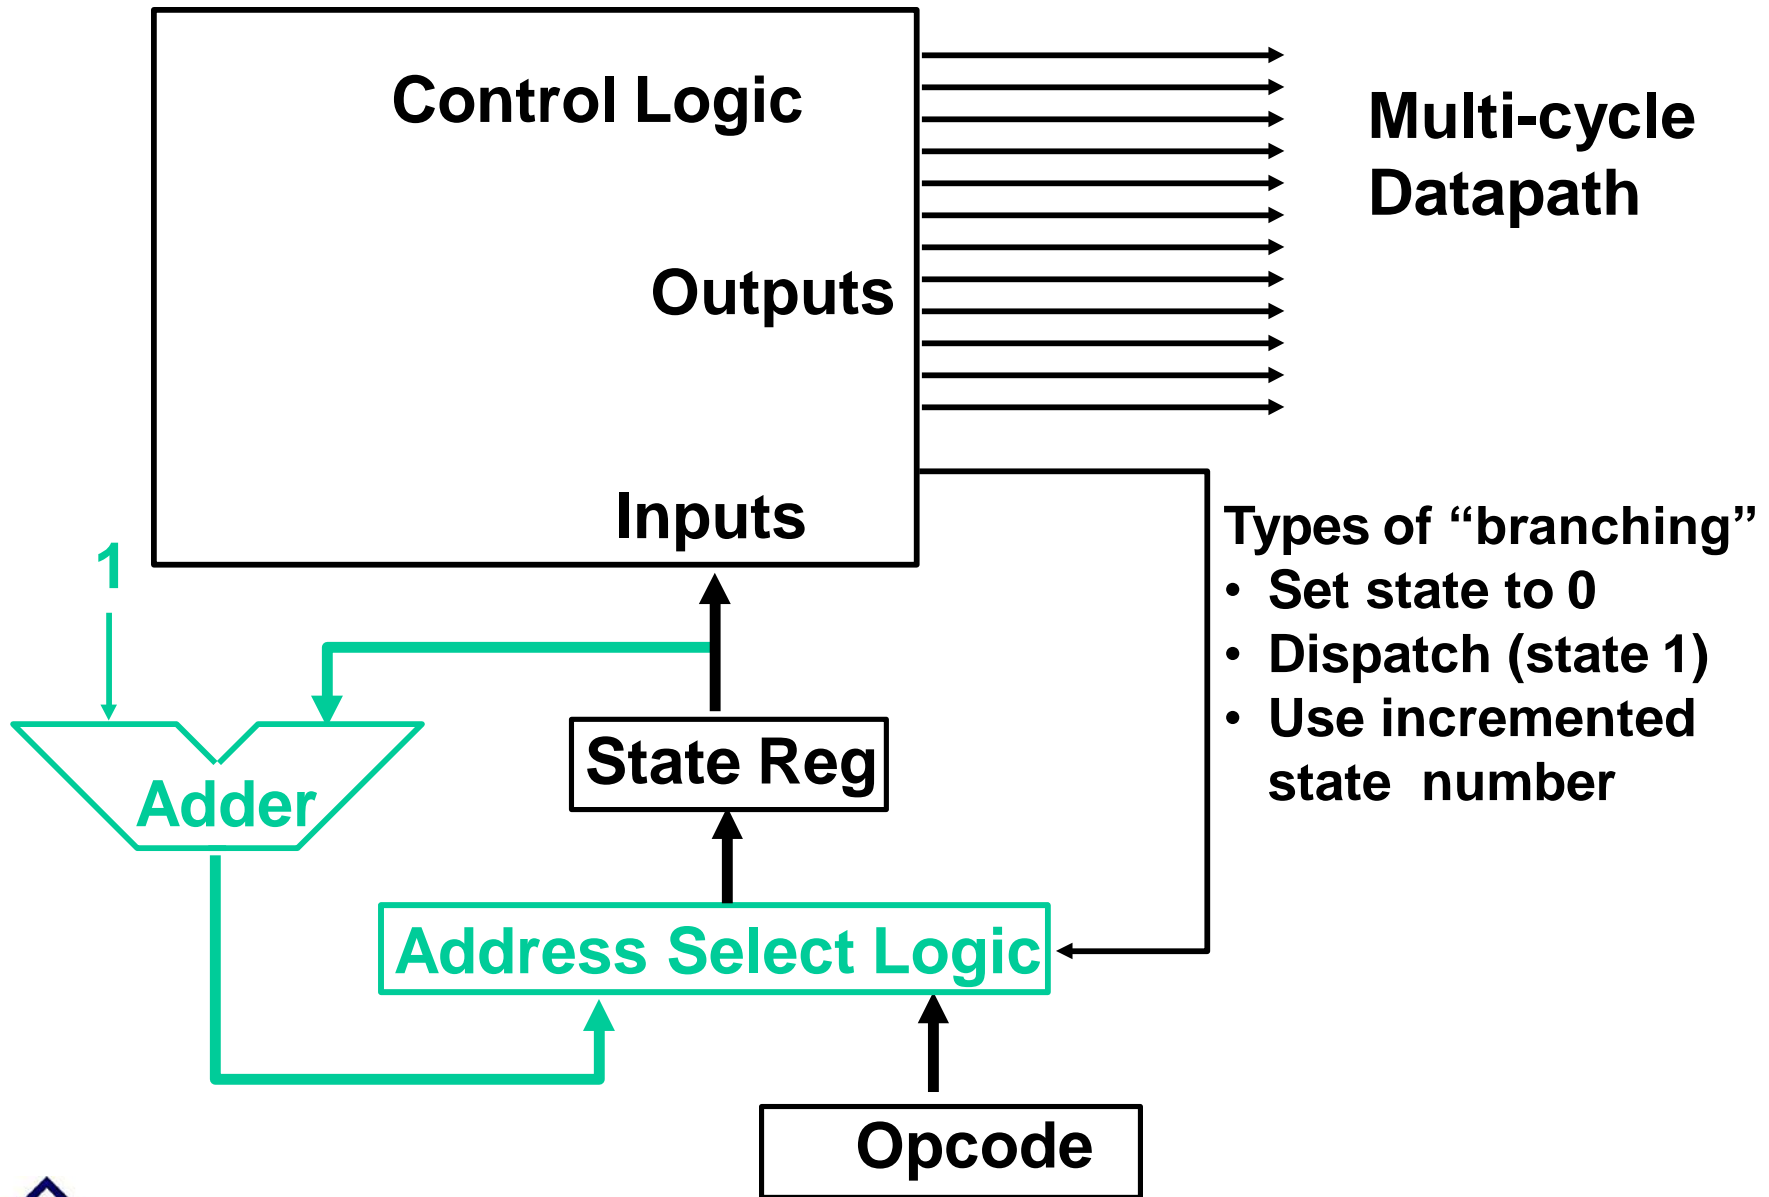 Control Logic
Multi-cycle
Datapath
Outputs
Inputs
Types of “branching”
• Set state to 0
• Dispatch (state 1)
• Use incremented
state number
1
State Reg
Adder
Address Select Logic
Opcode